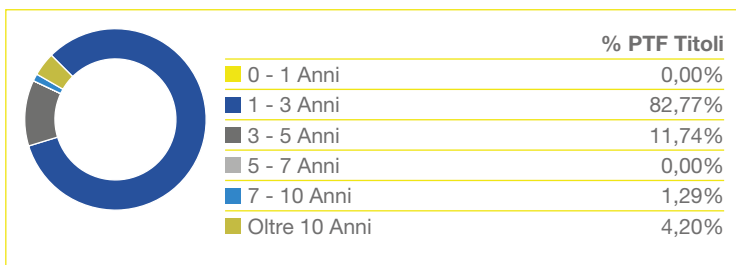 % PTF Titoli
0 - 1 Anni 0,00%
1 - 3 Anni 82,77%
3 - 5 Anni 11,74%
5 - 7 Anni 0,00%
7 - 10 Anni 1,29%
Oltre 10 Anni 4,20%